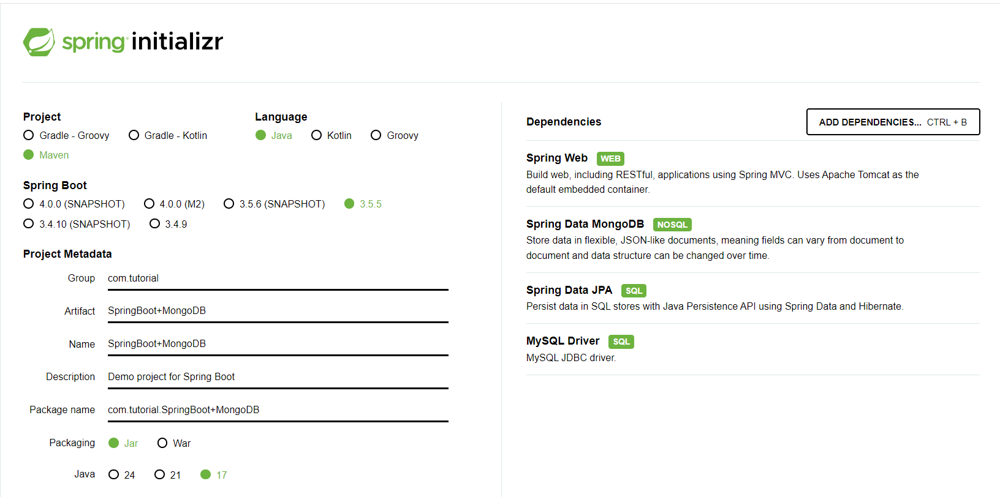 spring initializr
Project
Gradle - Groovy Gradle - Kotlin
Maven
Language
Java Kotlin Groovy
Spring Boot
4.0.0 (SNAPSHOT) 4.0.0 (M2) 3.5.6 (SNAPSHOT) 3.5.5
3.4.10 (SNAPSHOT) 3.4.9
Project Metadata
Group com.tutorial
Artifact SpringBoot+MongoDB
Name SpringBoot+MongoDB
Description Demo project for Spring Boot
Package name com.tutorial.SpringBoot+MongoDB
Packaging Jar War
Java 24 21 17
Dependencies ADD DEPENDENCIES... CTRL + B
Spring Web WEB
Build web, including RESTful, applications using Spring MVC. Uses Apache Tomcat as the
default embedded container.
Spring Data MongoDB NOSQL
Store data in flexible, JSON-like documents, meaning fields can vary from document to
document and data structure can be changed over time.
Spring Data JPA SQL
Persist data in SQL stores with Java Persistence API using Spring Data and Hibernate.
MySQL Driver SQL
MySQL JDBC driver.